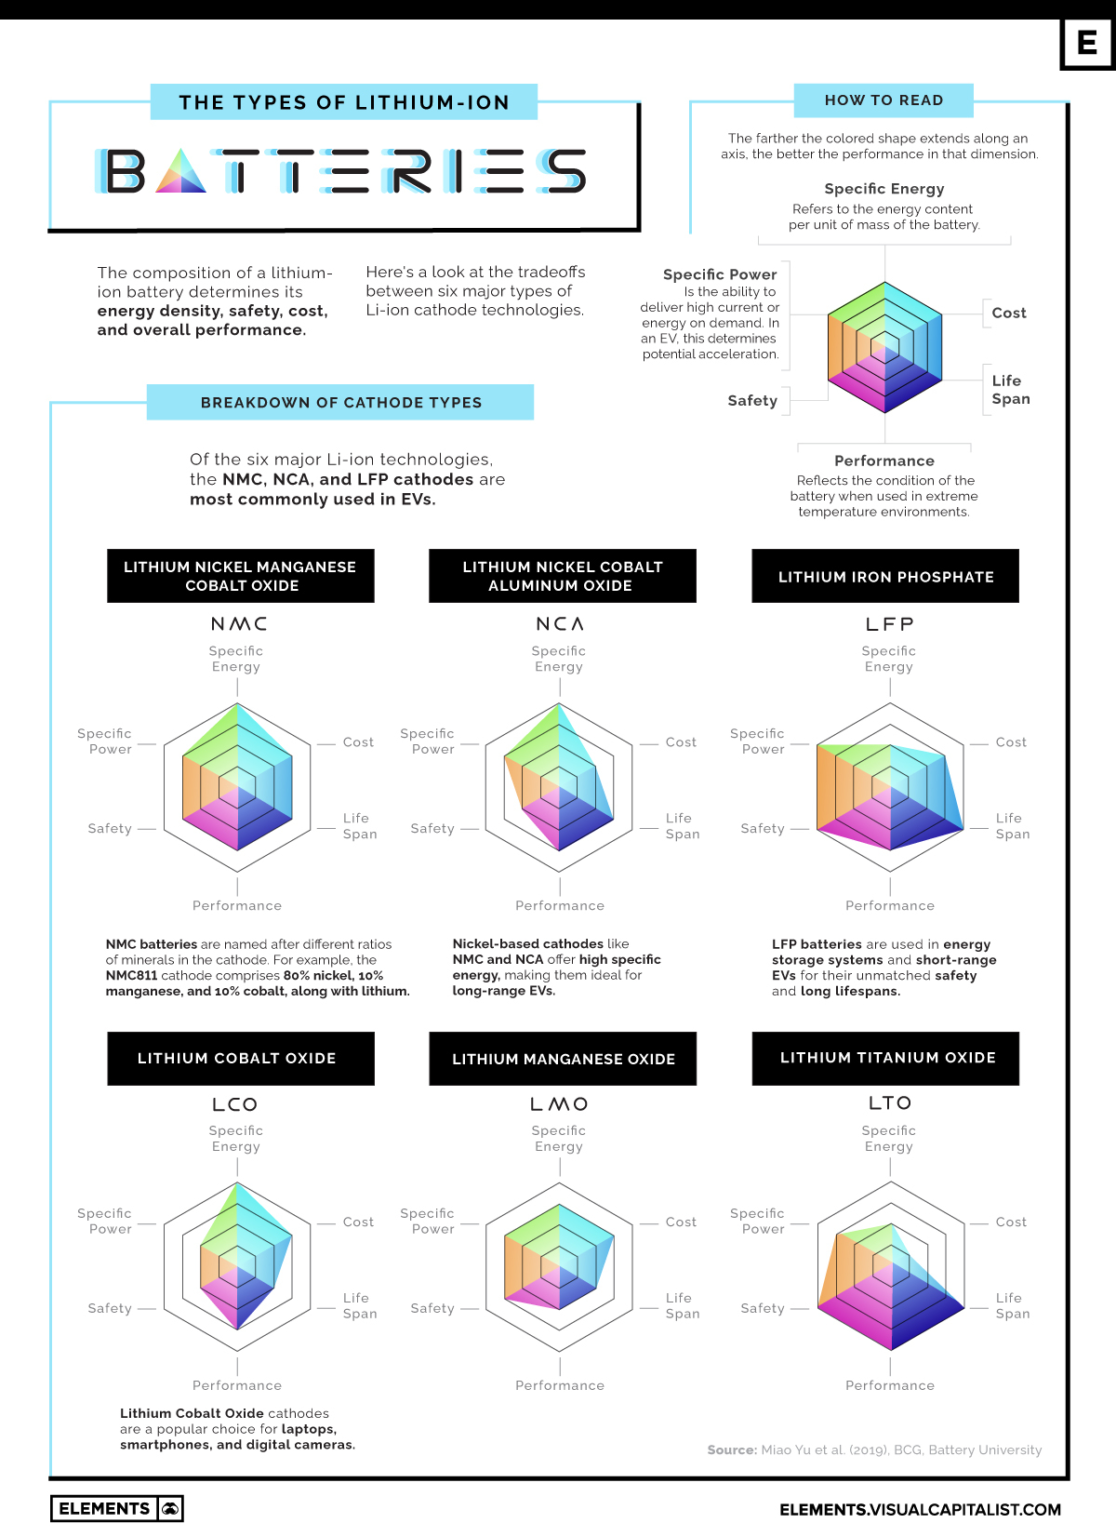 E
THE TYPES OF LITHIUM-ION
BATTERIES
The composition of a lithium-
ion battery determines its
energy density, safety, cost,
and overall performance.
Here's a look at the tradeoffs
between six major types of
Li-ion cathode technologies.
HOW TO READ
The farther the colored shape extends along an
axis, the better the performance in that dimension.
Specific Energy
Refers to the energy content
per unit of mass of the battery.
Specific Power
Is the ability to
deliver high current or
energy on demand. In
an EV, this determines
potential acceleration.
Cost
Life
Span
Safety
Performance
Reflects the condition of the
battery when used in extreme
temperature environments.
BREAKDOWN OF CATHODE TYPES
Of the six major Li-ion technologies,
the NMC, NCA, and LFP cathodes are
most commonly used in EVs.
LITHIUM NICKEL MANGANESE
COBALT OXIDE
NMC
Specific
Energy
Specific
Power
Cost
Safety
Life
Span
Performance
NMC batteries are named after different ratios
of minerals in the cathode. For example, the
NMC811 cathode comprises 80% nickel, 10%
manganese, and 10% cobalt, along with lithium.
LITHIUM NICKEL COBALT
ALUMINUM OXIDE
NCA
Specific
Energy
Specific
Power
Cost
Safety
Life
Span
Performance
Nickel-based cathodes like
NMC and NCA offer high specific
energy, making them ideal for
long-range EVs.
LITHIUM IRON PHOSPHATE
LFP
Specific
Energy
Specific
Power
Cost
Safety
Life
Span
Performance
LFP batteries are used in energy
storage systems and short-range
EVs for their unmatched safety
and long lifespans.
LITHIUM COBALT OXIDE
LCO
Specific
Energy
Specific
Power
Cost
Safety
Life
Span
Performance
Lithium Cobalt Oxide cathodes
are a popular choice for laptops,
smartphones, and digital cameras.
LITHIUM MANGANESE OXIDE
LMO
Specific
Energy
Specific
Power
Cost
Safety
Life
Span
Performance
LITHIUM TITANIUM OXIDE
LTO
Specific
Energy
Specific
Power
Cost
Safety
Life
Span
Performance
Source: Miao Yu et al. (2019), BCG, Battery University
ELEMENTS
ELEMENTS.VISUALCAPITALIST.COM